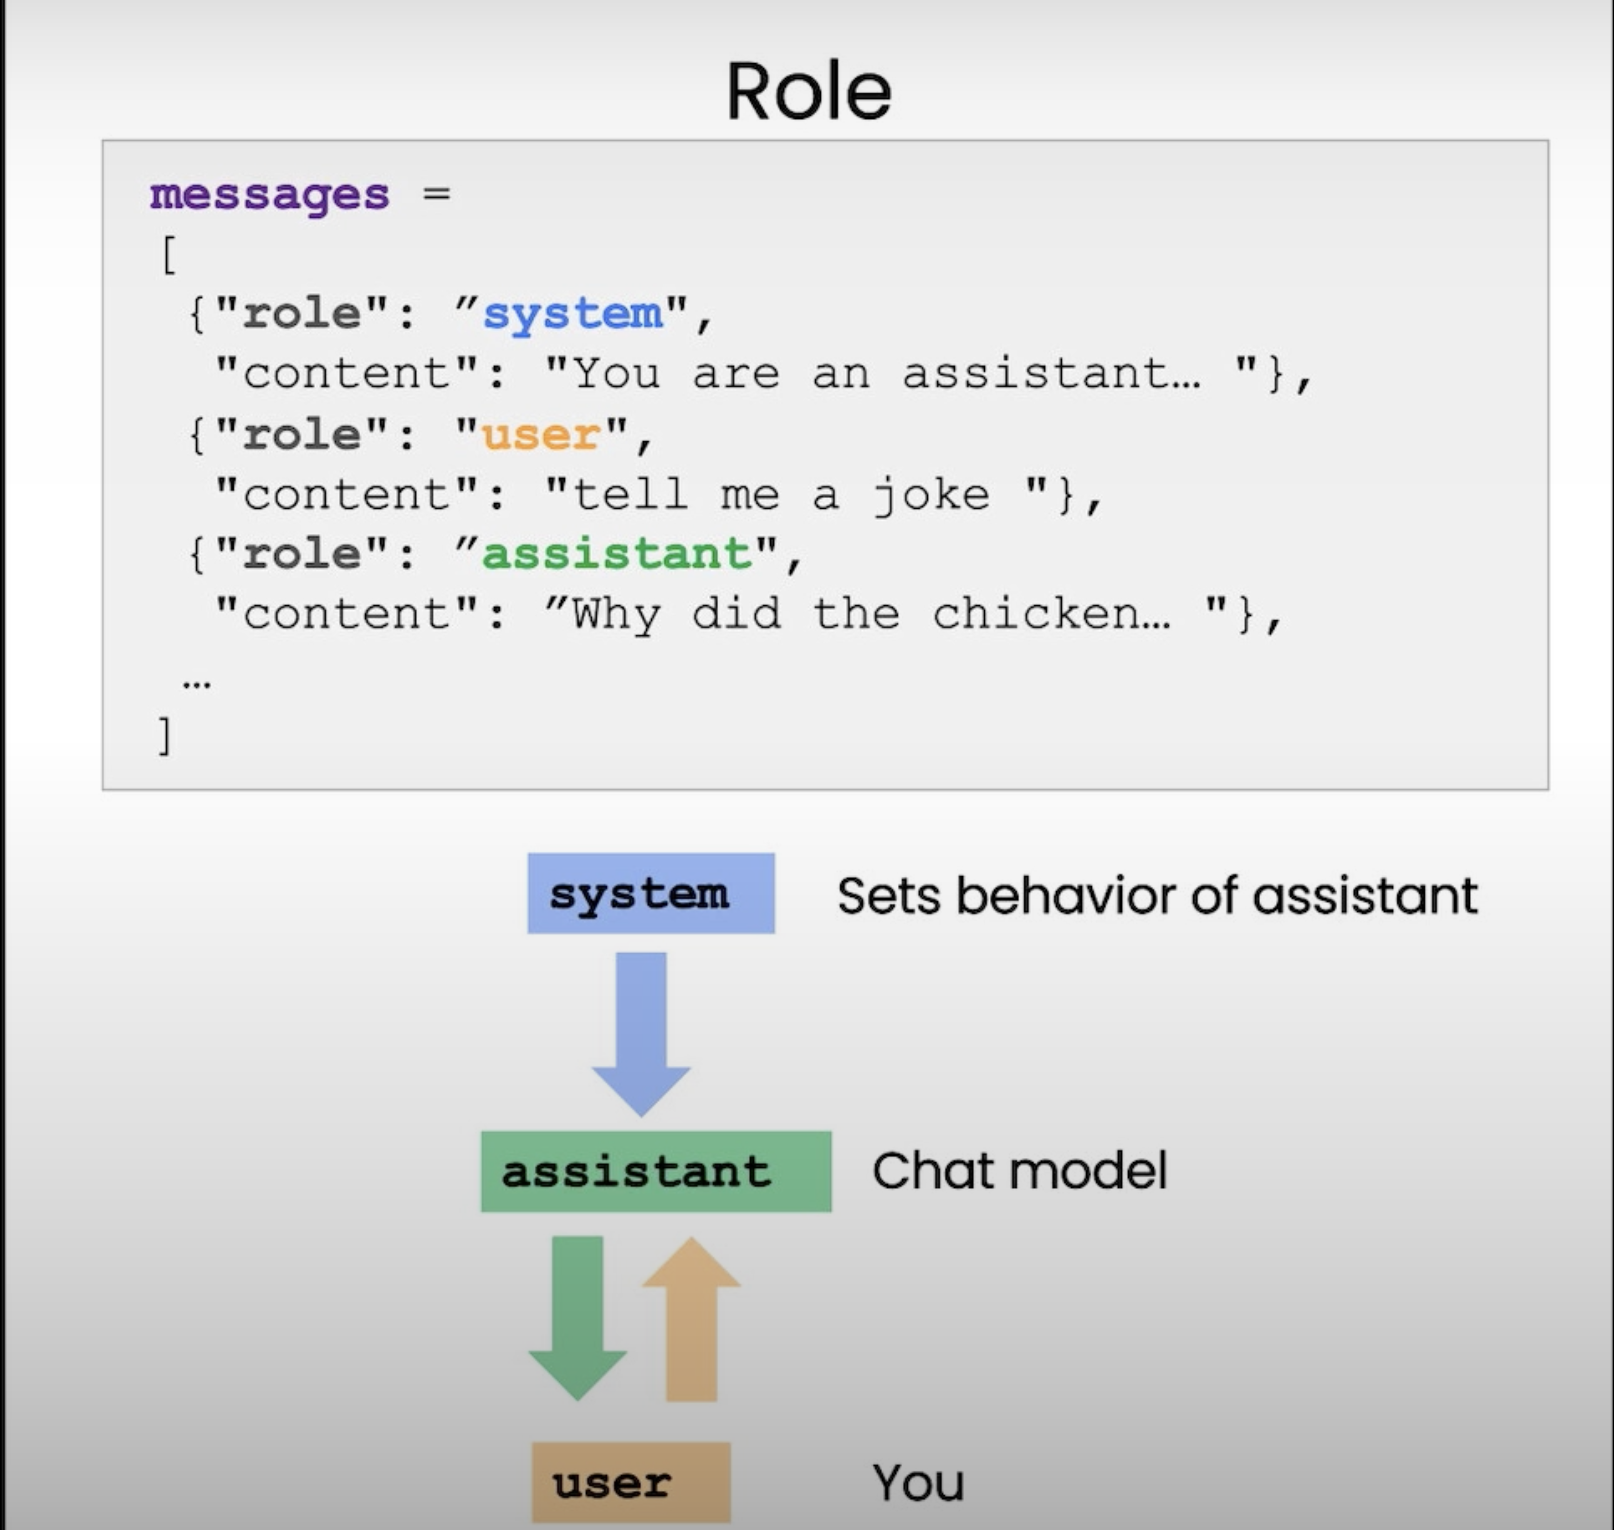 Role
messages =
[
{"role": ”system",
"content": "You are an assistant… "},
{"role": "user",
"content": "tell me a joke "},
{"role": ”assistant",
"content": ”Why did the chicken… "},
…
]
system Sets behavior of assistant
assistant Chat model
user You